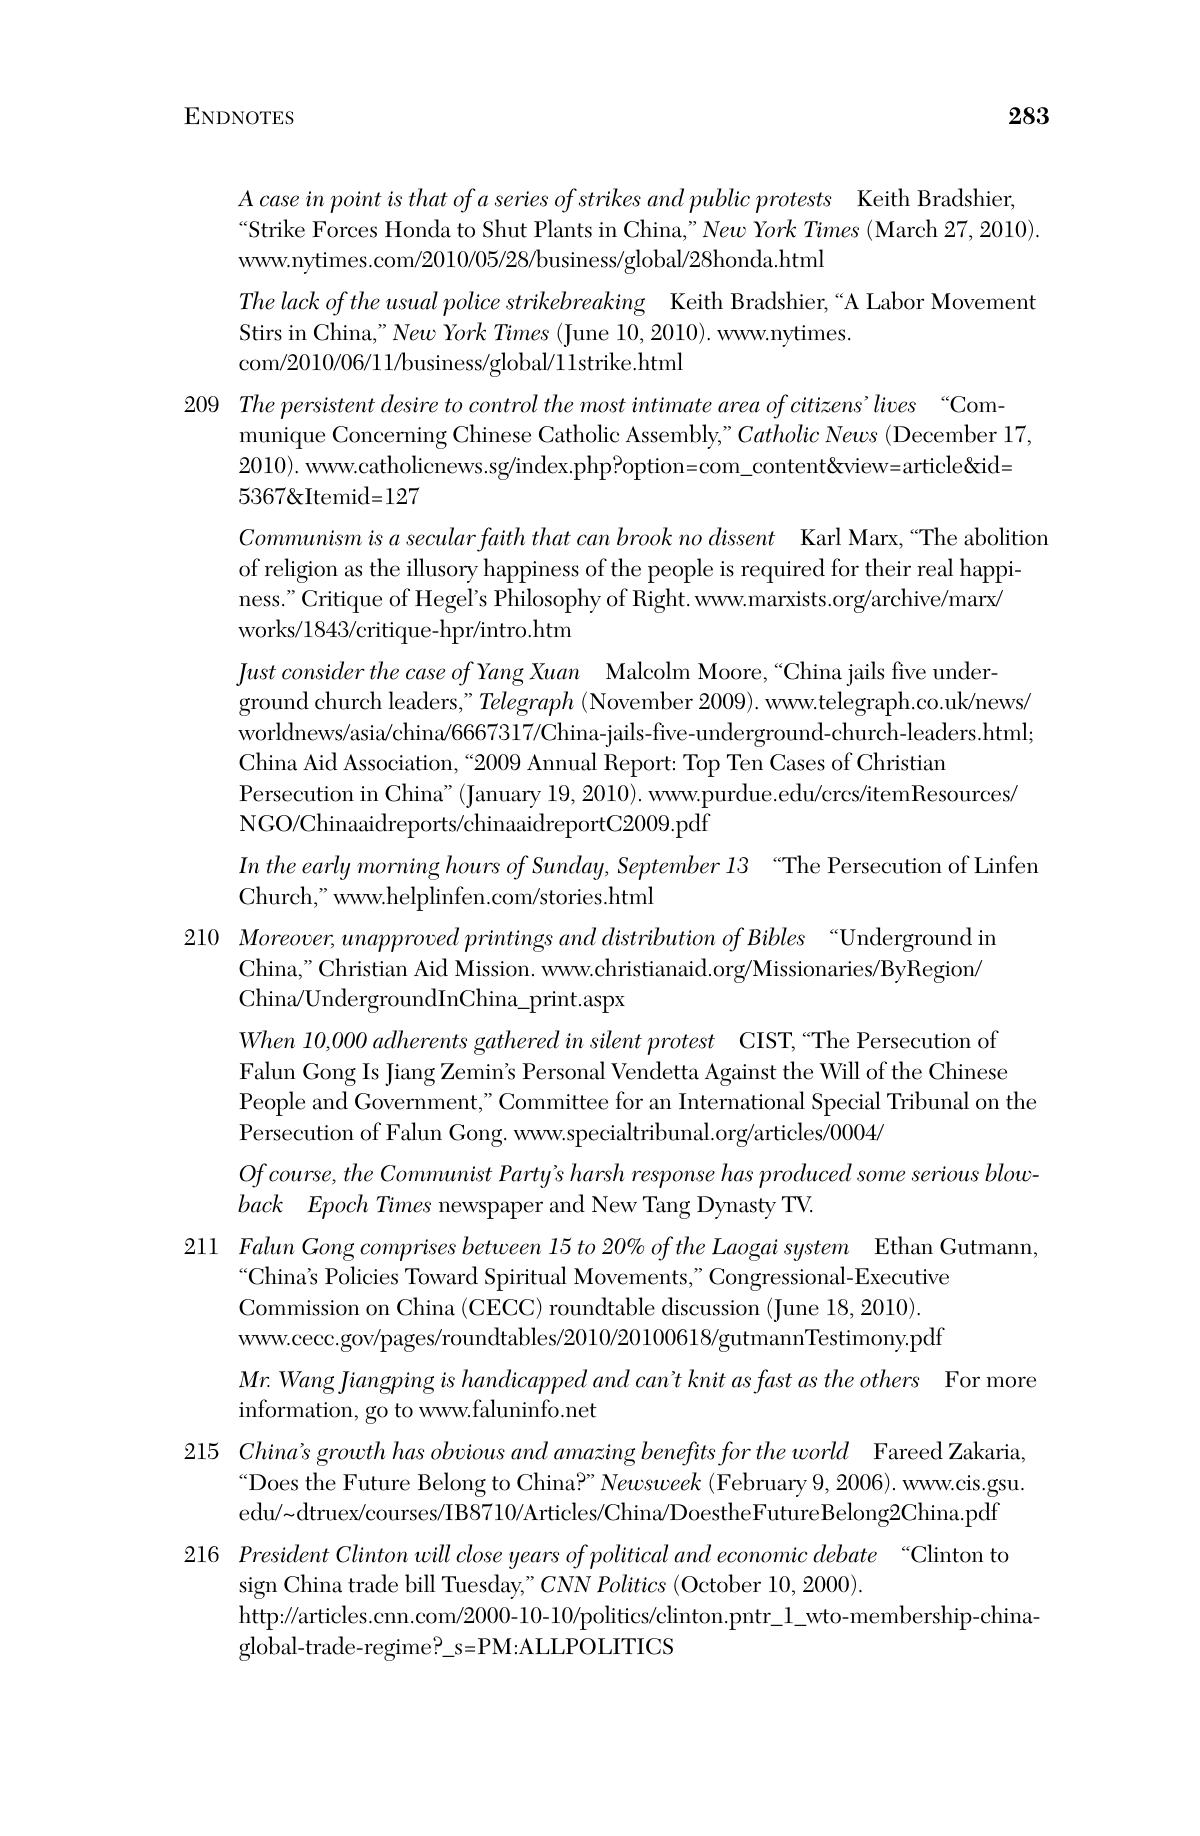 ENDNOTES 283
A case in point is that of a series of strikes and public protests Keith Bradshier,
“Strike Forces Honda to Shut Plants in China,” New York Times (March 27, 2010).
www.nytimes.com/2010/05/28/business/global/28honda.html
The lack of the usual police strikebreaking Keith Bradshier, “A Labor Movement
Stirs in China,” New York Times (June 10, 2010). www.nytimes.
com/2010/06/11/business/global/11strike.html
209 The persistent desire to control the most intimate area of citizens’ lives “Com-
munique Concerning Chinese Catholic Assembly,” Catholic News (December 17,
2010). www.catholicnews.sg/index.php?option=com_content&view=article&id=
5367&Itemid=127
Communism is a secular faith that can brook no dissent Karl Marx, “The abolition
of religion as the illusory happiness of the people is required for their real happi-
ness.” Critique of Hegel’s Philosophy of Right. www.marxists.org/archive/marx/
works/1843/critique-hpr/intro.htm
Just consider the case of Yang Xuan Malcolm Moore, “China jails five under-
ground church leaders,” Telegraph (November 2009). www.telegraph.co.uk/news/
worldnews/asia/china/6667317/China-jails-five-underground-church-leaders.html;
China Aid Association, “2009 Annual Report: Top Ten Cases of Christian
Persecution in China” (January 19, 2010). www.purdue.edu/crcs/itemResources/
NGO/Chinaaidreports/chinaaidreportC2009.pdf
In the early morning hours of Sunday, September 13 “The Persecution of Linfen
Church,” www.helplinfen.com/stories.html
210 Moreover, unapproved printings and distribution of Bibles “Underground in
China,” Christian Aid Mission. www.christianaid.org/Missionaries/ByRegion/
China/UndergroundInChina_print.aspx
When 10,000 adherents gathered in silent protest CIST, “The Persecution of
Falun Gong Is Jiang Zemin’s Personal Vendetta Against the Will of the Chinese
People and Government,” Committee for an International Special Tribunal on the
Persecution of Falun Gong. www.specialtribunal.org/articles/0004/
Of course, the Communist Party’s harsh response has produced some serious blow-
back Epoch Times newspaper and New Tang Dynasty TV.
211 Falun Gong comprises between 15 to 20% of the Laogai system Ethan Gutmann,
“China’s Policies Toward Spiritual Movements,” Congressional-Executive
Commission on China (CECC) roundtable discussion (June 18, 2010).
www.cecc.gov/pages/roundtables/2010/20100618/gutmannTestimony.pdf
Mr. Wang Jiangping is handicapped and can’t knit as fast as the others For more
information, go to www.faluninfo.net
215 China’s growth has obvious and amazing benefits for the world Fareed Zakaria,
“Does the Future Belong to China?” Newsweek (February 9, 2006). www.cis.gsu.
edu/~dtruex/courses/IB8710/Articles/China/DoestheFutureBelong2China.pdf
216 President Clinton will close years of political and economic debate “Clinton to
sign China trade bill Tuesday,” CNN Politics (October 10, 2000).
http://articles.cnn.com/2000-10-10/politics/clinton.pntr_1_wto-membership-china-
global-trade-regime?_s=PM:ALLPOLITICS